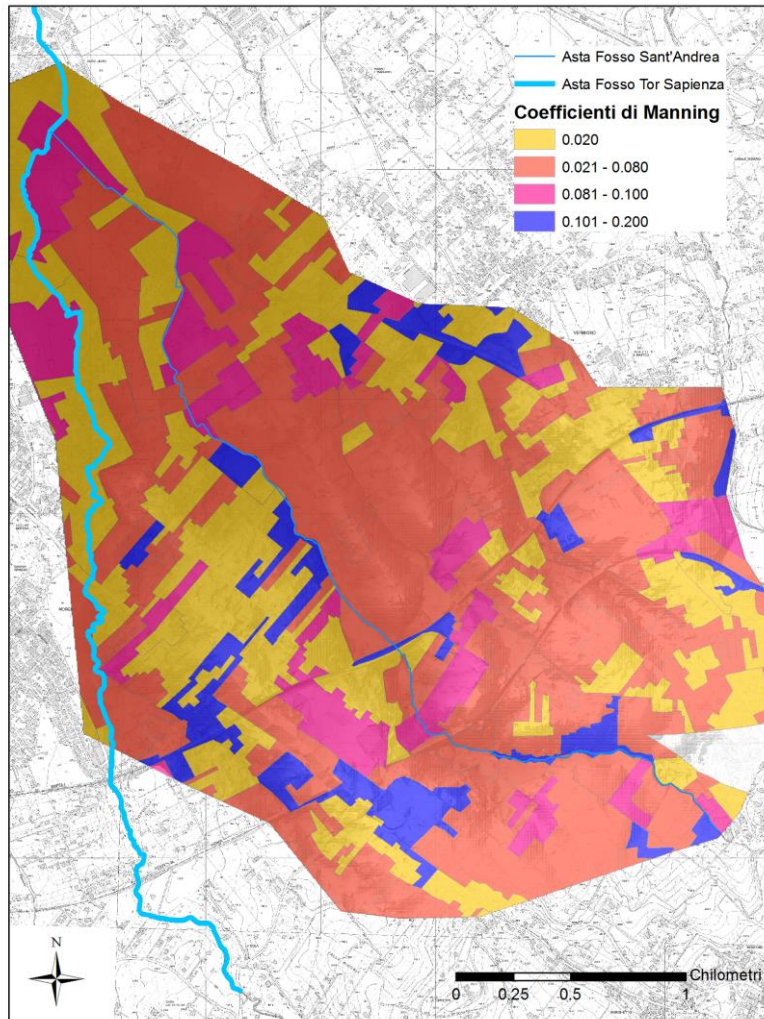 Asta Fosso Sant'Andrea
Asta Fosso Tor Sapienza
Coefficienti di Manning
0.020
0.021 - 0.080
0.081 - 0.100
0.101 - 0.200
N
Chilometri
0 0,25 0,5 1